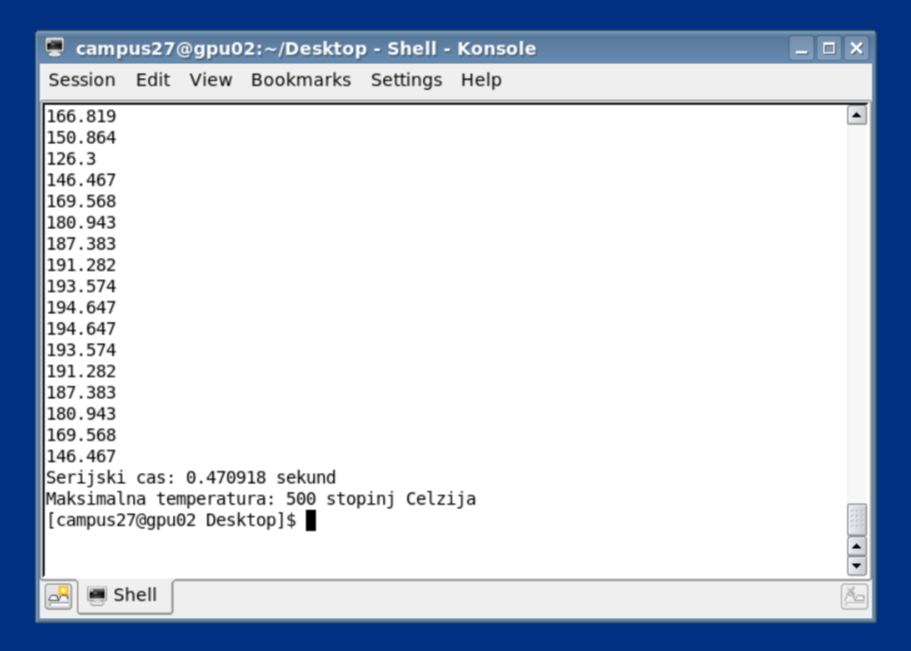 campus27@gpu02:~/Desktop - Shell - Konsole
Session Edit View Bookmarks Settings Help
166.819
150.864
126.3
146.467
169.568
180.943
187.383
191.282
193.574
194.647
194.647
193.574
191.282
187.383
180.943
169.568
146.467
Serijski cas: 0.470918 sekund
Maksimalna temperatura: 500 stopinj Celzija
[campus27@gpu02 Desktop]$
Shell